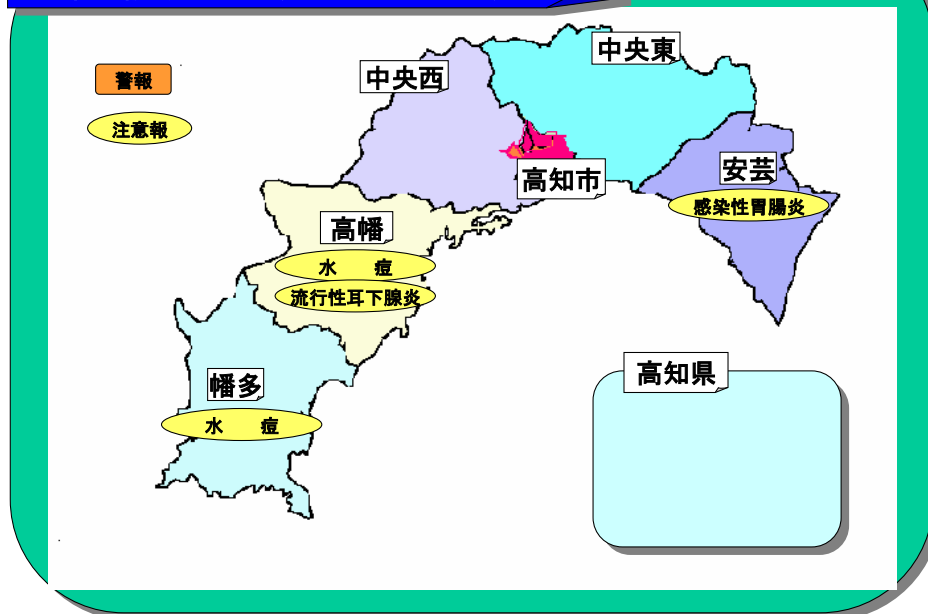 中央東
中央西
警報
注意報
安芸
高知市
感染性胃腸炎
高幡
水　痘
流行性耳下腺炎
高知県
幡多
水　痘